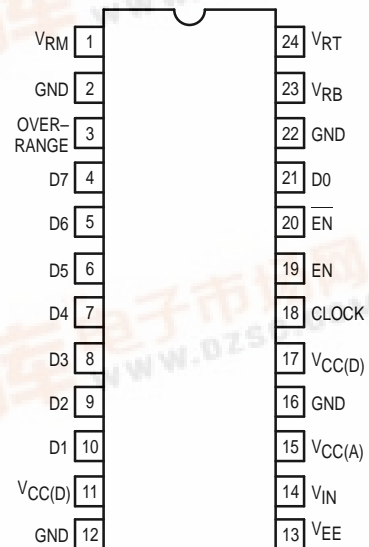 VRM 1
GND 2
OVER–
RANGE 3
D7 4
D6 5
D5 6
D4 7
D3 8
D2 9
D1 10
VCC(D) 11
GND 12
24 VRT
23 VRB
22 GND
21 D0
20 EN
19 EN
18 CLOCK
17 VCC(D)
16 GND
15 VCC(A)
14 VIN
13 VEE